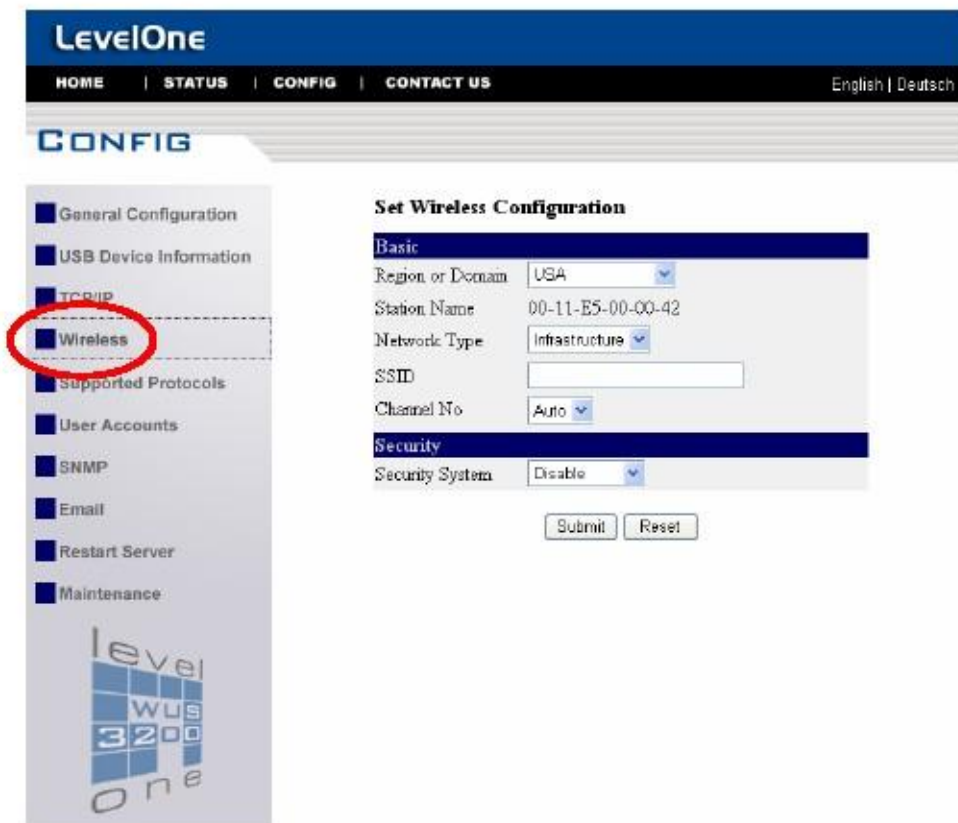 LevelOne
HOME | STATUS | CONFIG | CONTACT US English | Deutsch
CONFIG
General Configuration
USB Device Information
TCP/IP
Wireless
Supported Protocols
User Accounts
SNMP
Email
Restart Server
Maintenance
level
WUS
3200
One
Set Wireless Configuration
Basic
Region or Domain USA
Station Name 00-11-E5-00-00-42
Network Type Infrastructure
SSID
Channel No Auto
Security
Security System Disable
Submit Reset